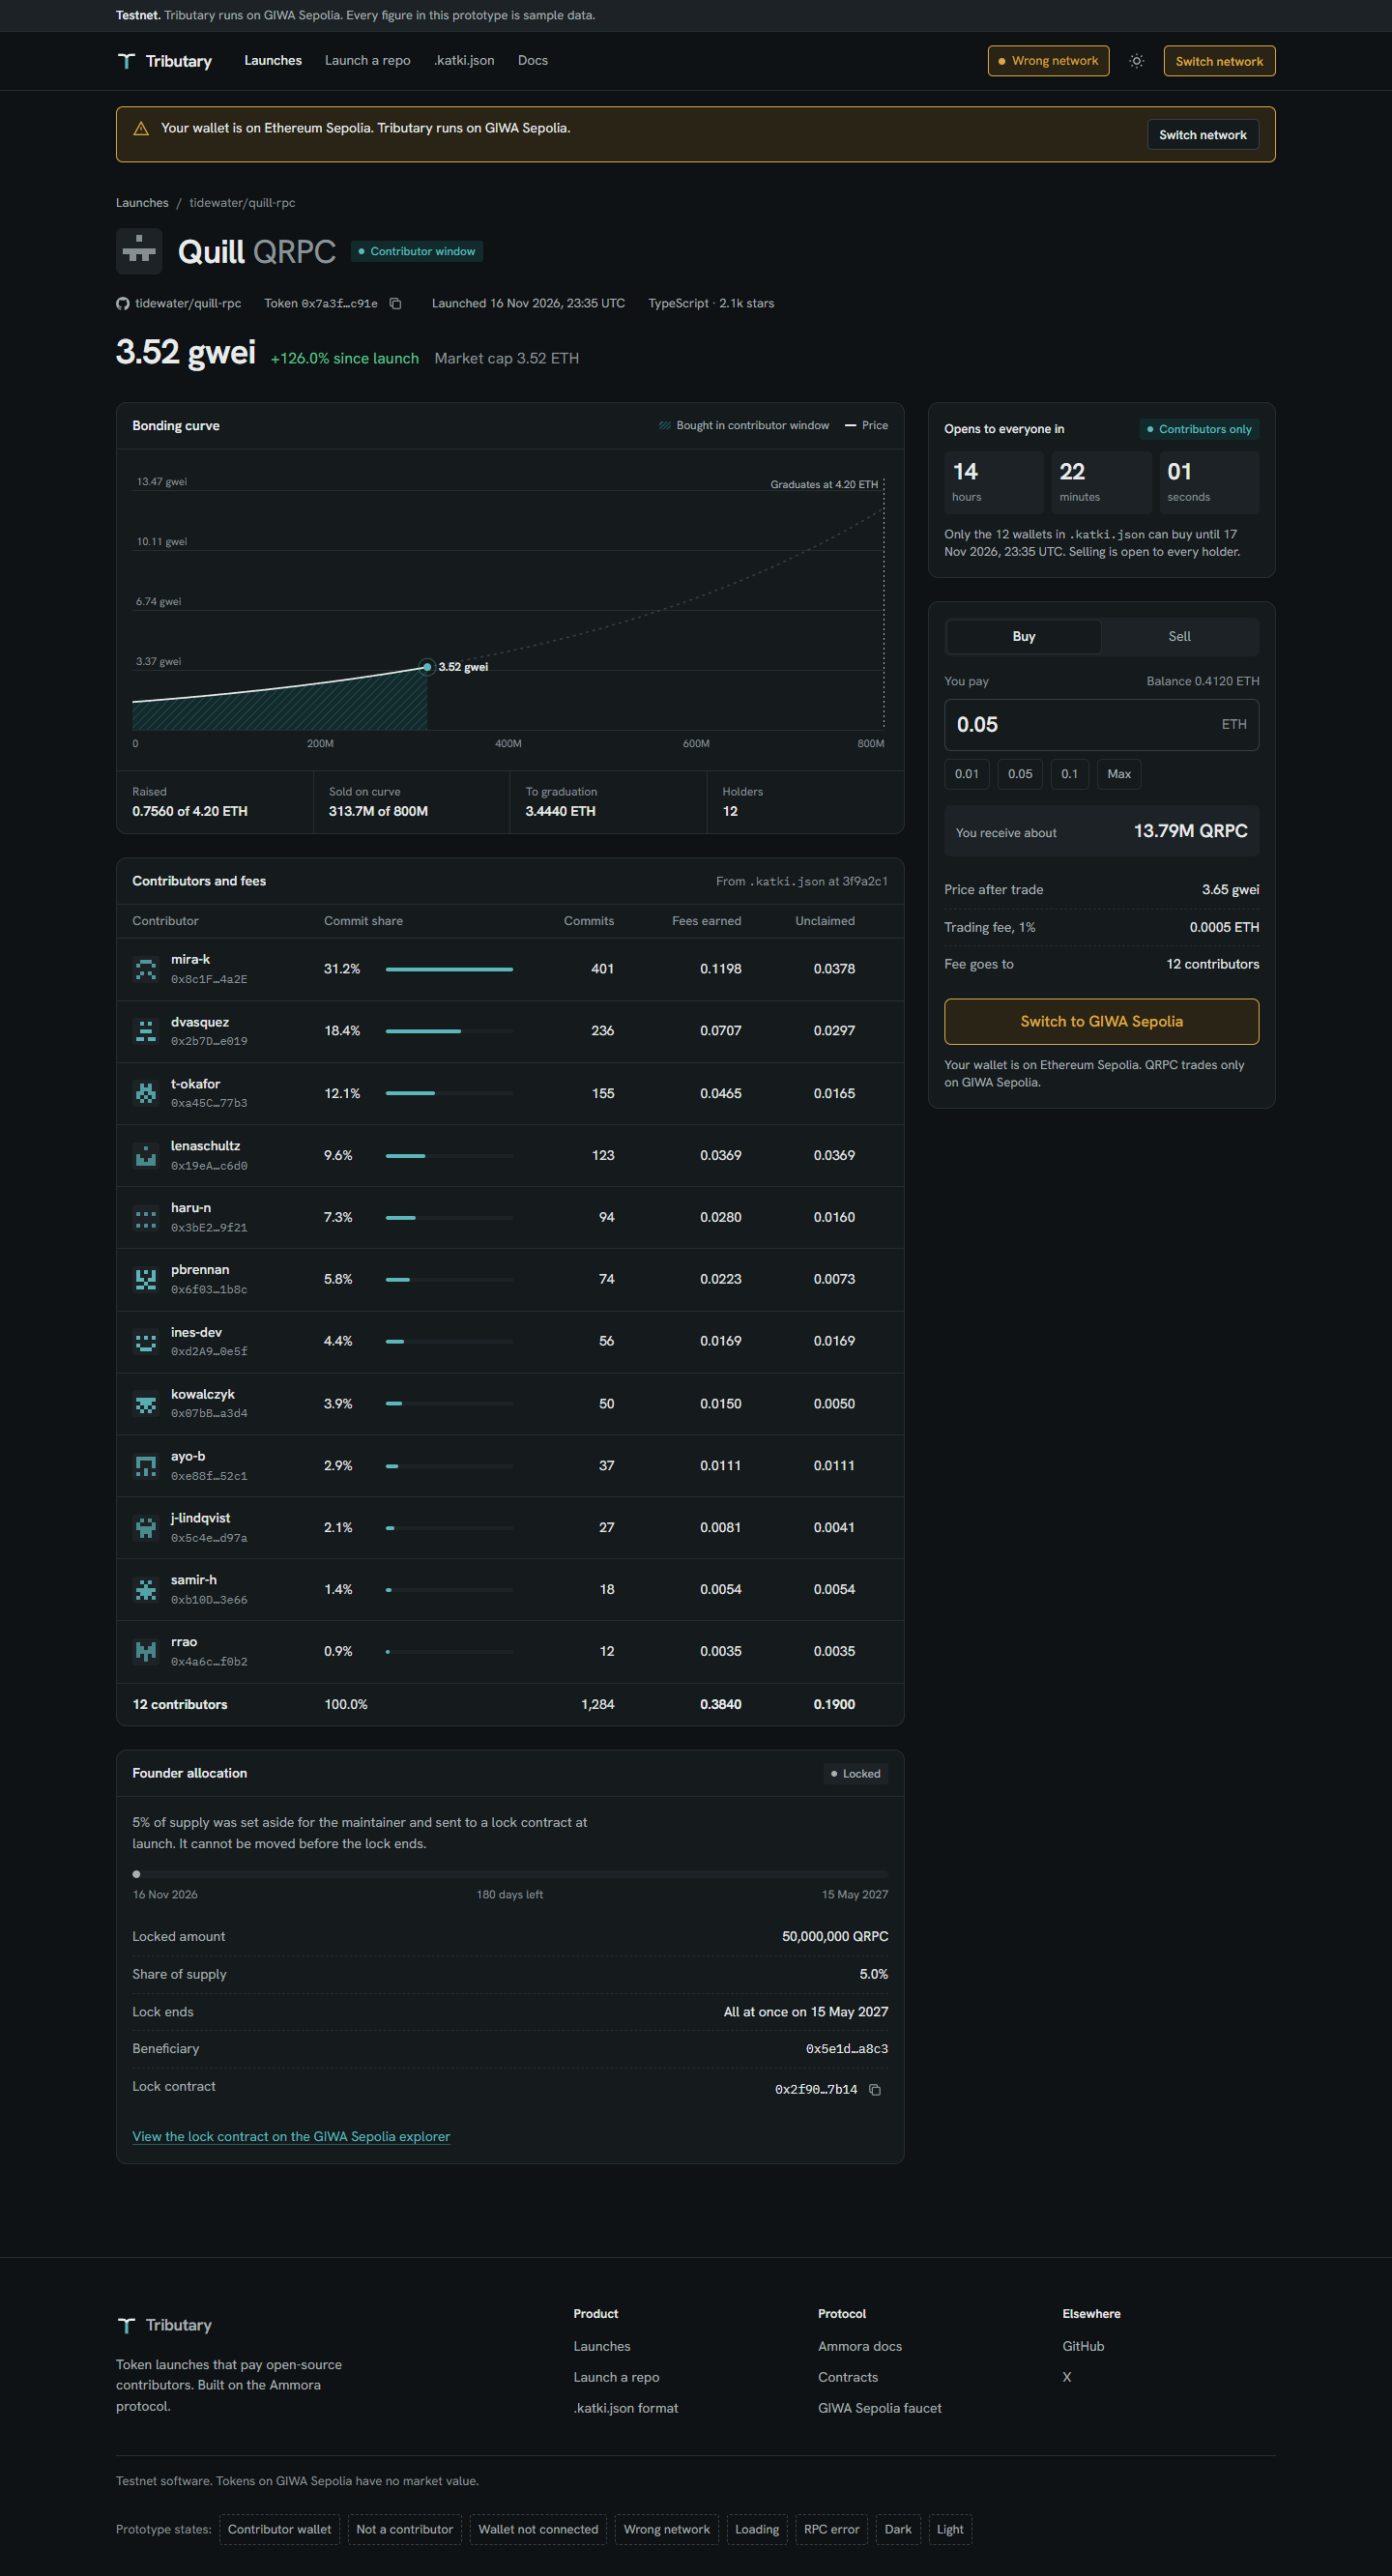 Testnet. Tributary runs on GIWA Sepolia. Every figure in this prototype is sample data.
Tributary Launches Launch a repo .katki.json Docs Wrong network Switch network
Your wallet is on Ethereum Sepolia. Tributary runs on GIWA Sepolia. Switch network
Launches / tidewater/quill-rpc
Quill QRPC Contributor window
tidewater/quill-rpc Token 0x7a3f…c91e Launched 16 Nov 2026, 23:35 UTC TypeScript · 2.1k stars
3.52 gwei +126.0% since launch Market cap 3.52 ETH
Bonding curve Bought in contributor window Price
13.47 gwei
Graduates at 4.20 ETH
10.11 gwei
6.74 gwei
3.37 gwei
3.52 gwei
0 200M 400M 600M 800M
Raised Sold on curve To graduation Holders
0.7560 of 4.20 ETH 313.7M of 800M 3.4440 ETH 12
Opens to everyone in Contributors only
14 22 01
hours minutes seconds
Only the 12 wallets in .katki.json can buy until 17
Nov 2026, 23:35 UTC. Selling is open to every holder.
Buy Sell
You pay Balance 0.4120 ETH
0.05 ETH
0.01 0.05 0.1 Max
You receive about 13.79M QRPC
Price after trade 3.65 gwei
Trading fee, 1% 0.0005 ETH
Fee goes to 12 contributors
Switch to GIWA Sepolia
Your wallet is on Ethereum Sepolia. QRPC trades only
on GIWA Sepolia.
Contributors and fees From .katki.json at 3f9a2c1
Contributor Commit share Commits Fees earned Unclaimed
mira-k
0x8c1F…4a2E
31.2% 401 0.1198 0.0378
dvasquez
0x2b7D…e019
18.4% 236 0.0707 0.0297
t-okafor
0xa45C…77b3
12.1% 155 0.0465 0.0165
lenaschultz
0x19eA…c6d0
9.6% 123 0.0369 0.0369
haru-n
0x3bE2…9f21
7.3% 94 0.0280 0.0160
pbrennan
0x6f03…1b8c
5.8% 74 0.0223 0.0073
ines-dev
0xd2A9…0e5f
4.4% 56 0.0169 0.0169
kowalczyk
0x07bB…a3d4
3.9% 50 0.0150 0.0050
ayo-b
0xe88f…52c1
2.9% 37 0.0111 0.0111
j-lindqvist
0x5c4e…d97a
2.1% 27 0.0081 0.0041
samir-h
0xb10D…3e66
1.4% 18 0.0054 0.0054
rrao
0x4a6c…f0b2
0.9% 12 0.0035 0.0035
12 contributors 100.0% 1,284 0.3840 0.1900
Founder allocation Locked
5% of supply was set aside for the maintainer and sent to a lock contract at
launch. It cannot be moved before the lock ends.
16 Nov 2026 180 days left 15 May 2027
Locked amount 50,000,000 QRPC
Share of supply 5.0%
Lock ends All at once on 15 May 2027
Beneficiary 0x5e1d…a8c3
Lock contract 0x2f90…7b14
View the lock contract on the GIWA Sepolia explorer
Tributary
Token launches that pay open-source
contributors. Built on the Ammora
protocol.
Product
Launches
Launch a repo
.katki.json format
Protocol
Ammora docs
Contracts
GIWA Sepolia faucet
Elsewhere
GitHub
X
Testnet software. Tokens on GIWA Sepolia have no market value.
Prototype states: Contributor wallet Not a contributor Wallet not connected Wrong network Loading RPC error Dark Light